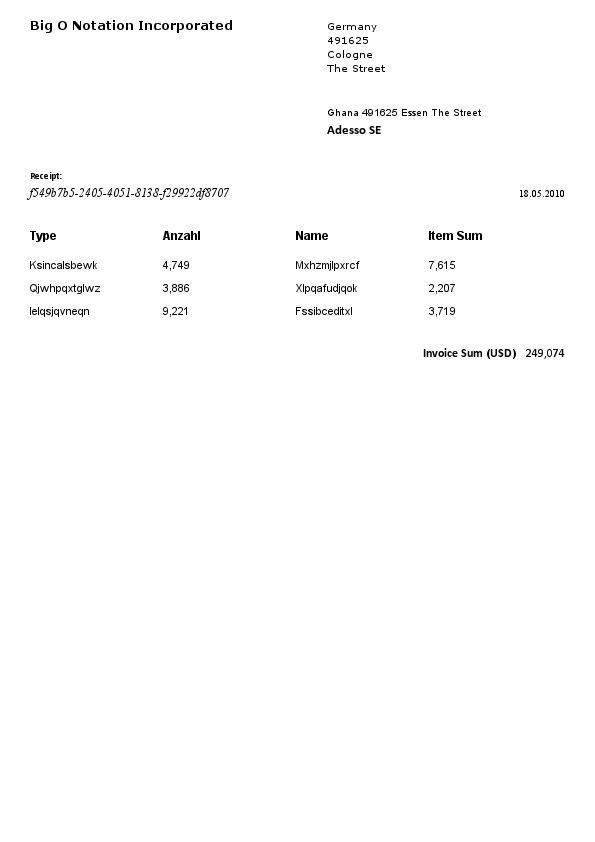 Big O Notation Incorporated
Germany
491625
Cologne
The Street
Ghana 491625 Essen The Street
Adesso SE
Receipt:
f549b7b5-2405-4051-8138-f29922df8707
18.05.2010
Type Anzahl Name Item Sum
Ksincalsbewk 4,749 Mxhzmjlpxrcf 7,615
Qjwhpqxtglwz 3,886 Xlpqafudjqok 2,207
Ielqsjqvneqn 9,221 Fssibceditxl 3,719
Invoice Sum (USD) 249,074